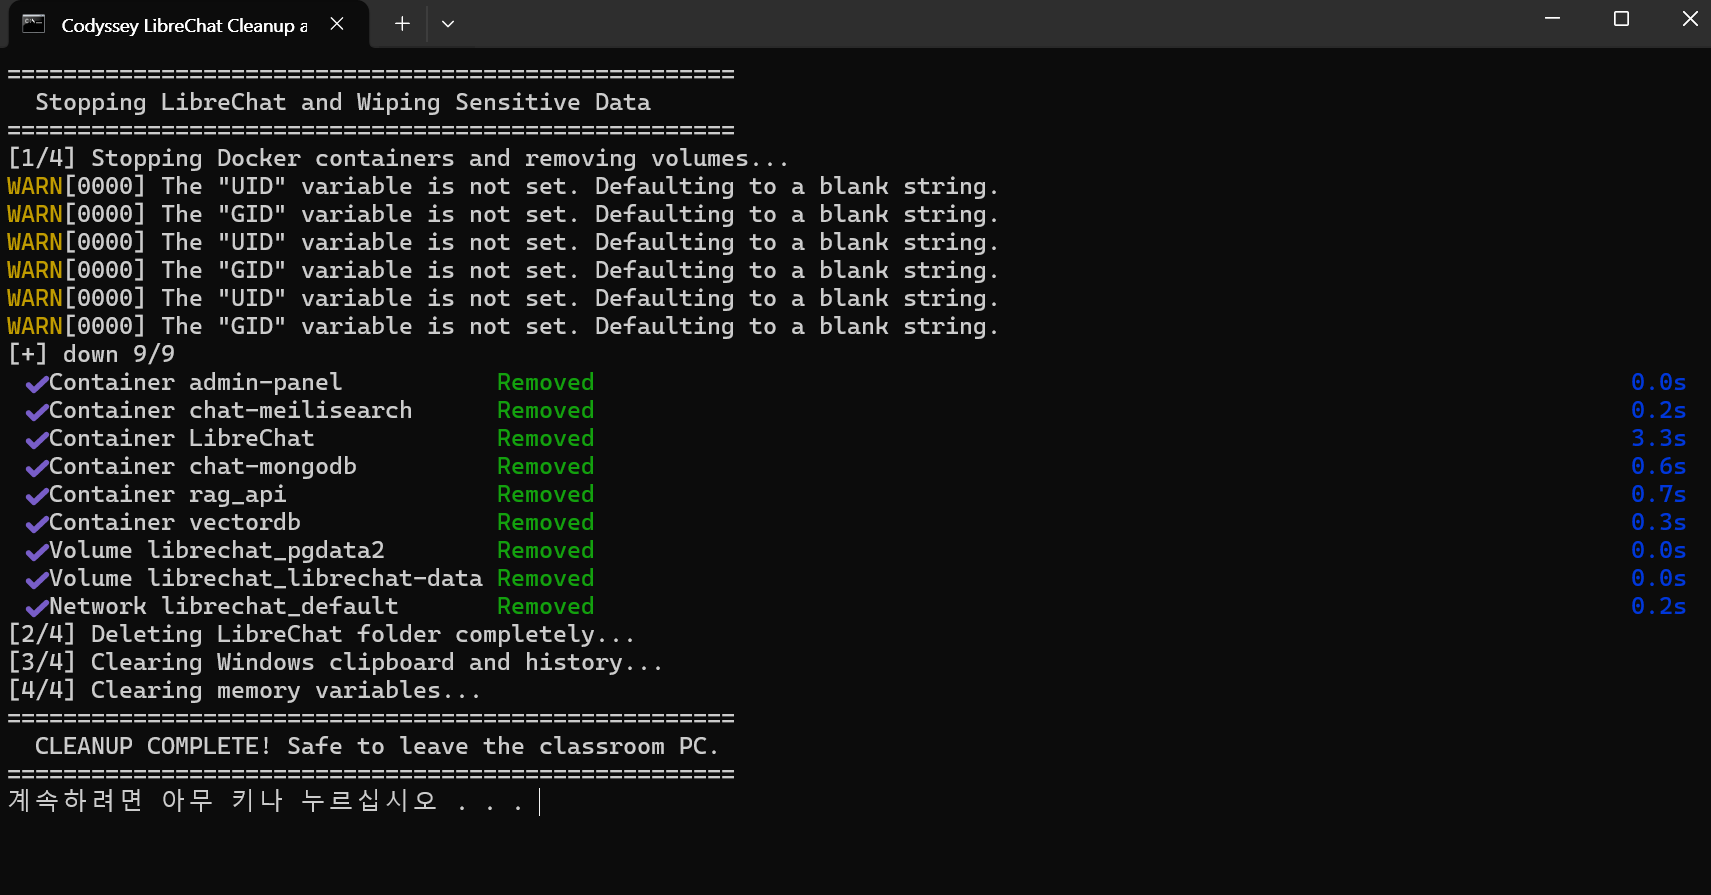 Codyssey LibreChat Cleanup a
====================================================
Stopping LibreChat and Wiping Sensitive Data
====================================================
[1/4] Stopping Docker containers and removing volumes...
WARN[0000] The "UID" variable is not set. Defaulting to a blank string.
WARN[0000] The "GID" variable is not set. Defaulting to a blank string.
WARN[0000] The "UID" variable is not set. Defaulting to a blank string.
WARN[0000] The "GID" variable is not set. Defaulting to a blank string.
WARN[0000] The "UID" variable is not set. Defaulting to a blank string.
WARN[0000] The "GID" variable is not set. Defaulting to a blank string.
[+] down 9/9
✔Container admin-panel Removed 0.0s
✔Container chat-meilisearch Removed 0.2s
✔Container LibreChat Removed 3.3s
✔Container chat-mongodb Removed 0.6s
✔Container rag_api Removed 0.7s
✔Container vectordb Removed 0.3s
✔Volume librechat_pgdata2 Removed 0.0s
✔Volume librechat_librechat-data Removed 0.0s
✔Network librechat_default Removed 0.2s
[2/4] Deleting LibreChat folder completely...
[3/4] Clearing Windows clipboard and history...
[4/4] Clearing memory variables...
====================================================
CLEANUP COMPLETE! Safe to leave the classroom PC.
====================================================
계속하려면 아무 키나 누르십시오 . . .